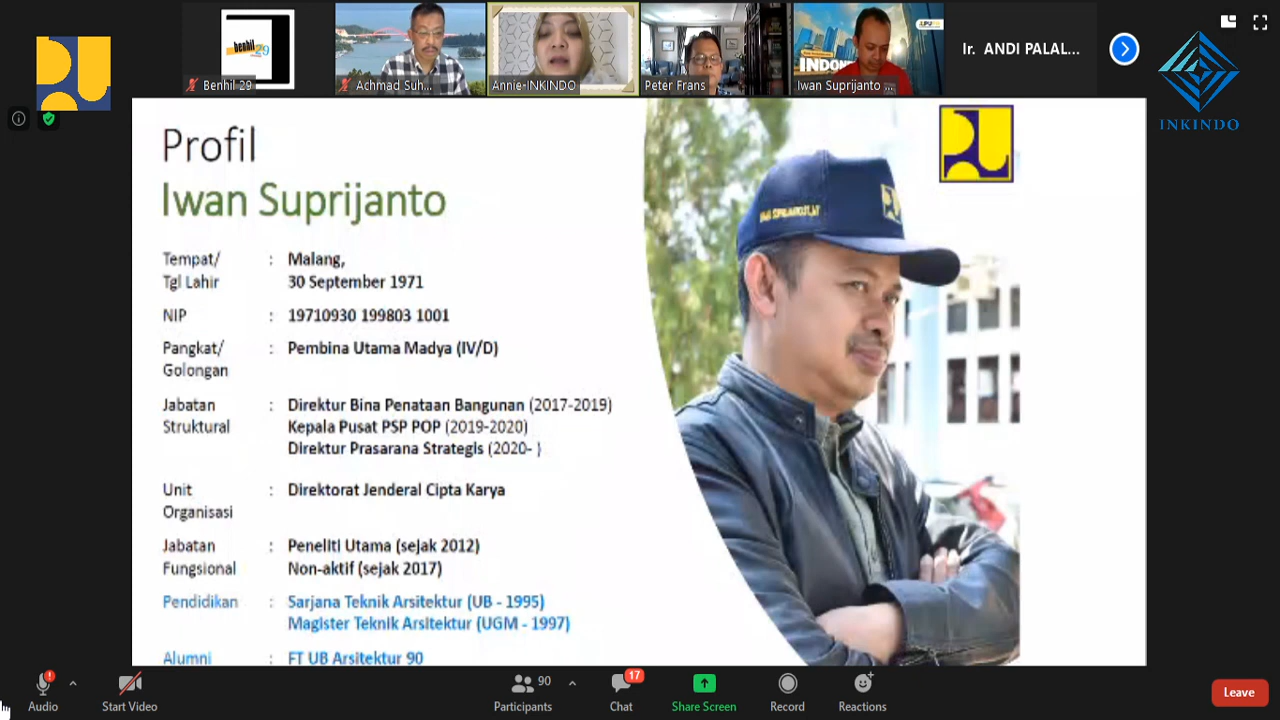 benhil 29
Benhil 29
Achmad Suh...
Annie-INKINDO
Peter Frans
INDON
Iwan Suprijanto ...
Ir. ANDI PALAL...
INKINDO
Profil
Iwan Suprijanto
Tempat/ : Malang,
Tgl Lahir 30 September 1971
NIP : 19710930 199803 1001
Pangkat/ : Pembina Utama Madya (IV/D)
Golongan
Jabatan : Direktur Bina Penataan Bangunan (2017-2019)
Struktural Kepala Pusat PSP POP (2019-2020)
Direktur Prasarana Strategis (2020- )
Unit : Direktorat Jenderal Cipta Karya
Organisasi
Jabatan : Peneliti Utama (sejak 2012)
Fungsional Non-aktif (sejak 2017)
Pendidikan : Sarjana Teknik Arsitektur (UB - 1995)
Magister Teknik Arsitektur (UGM - 1997)
Alumni : FT UB Arsitektur 90
Audio
Start Video
90
Participants
17
Chat
Share Screen
Record
Reactions
Leave